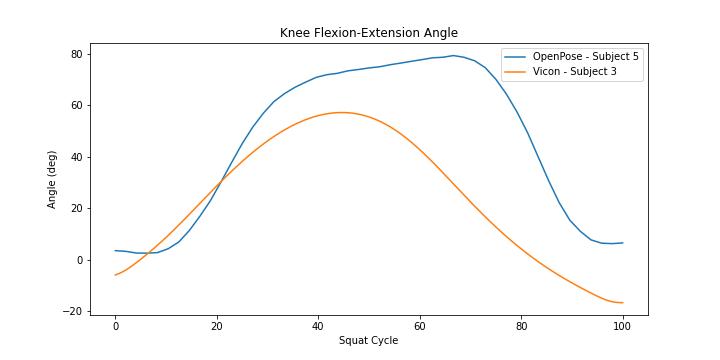 Knee Flexion-Extension Angle
OpenPose - Subject 5
Vicon - Subject 3
Angle (deg)
80
60
40
20
0
−20
0 20 40 60 80 100
Squat Cycle